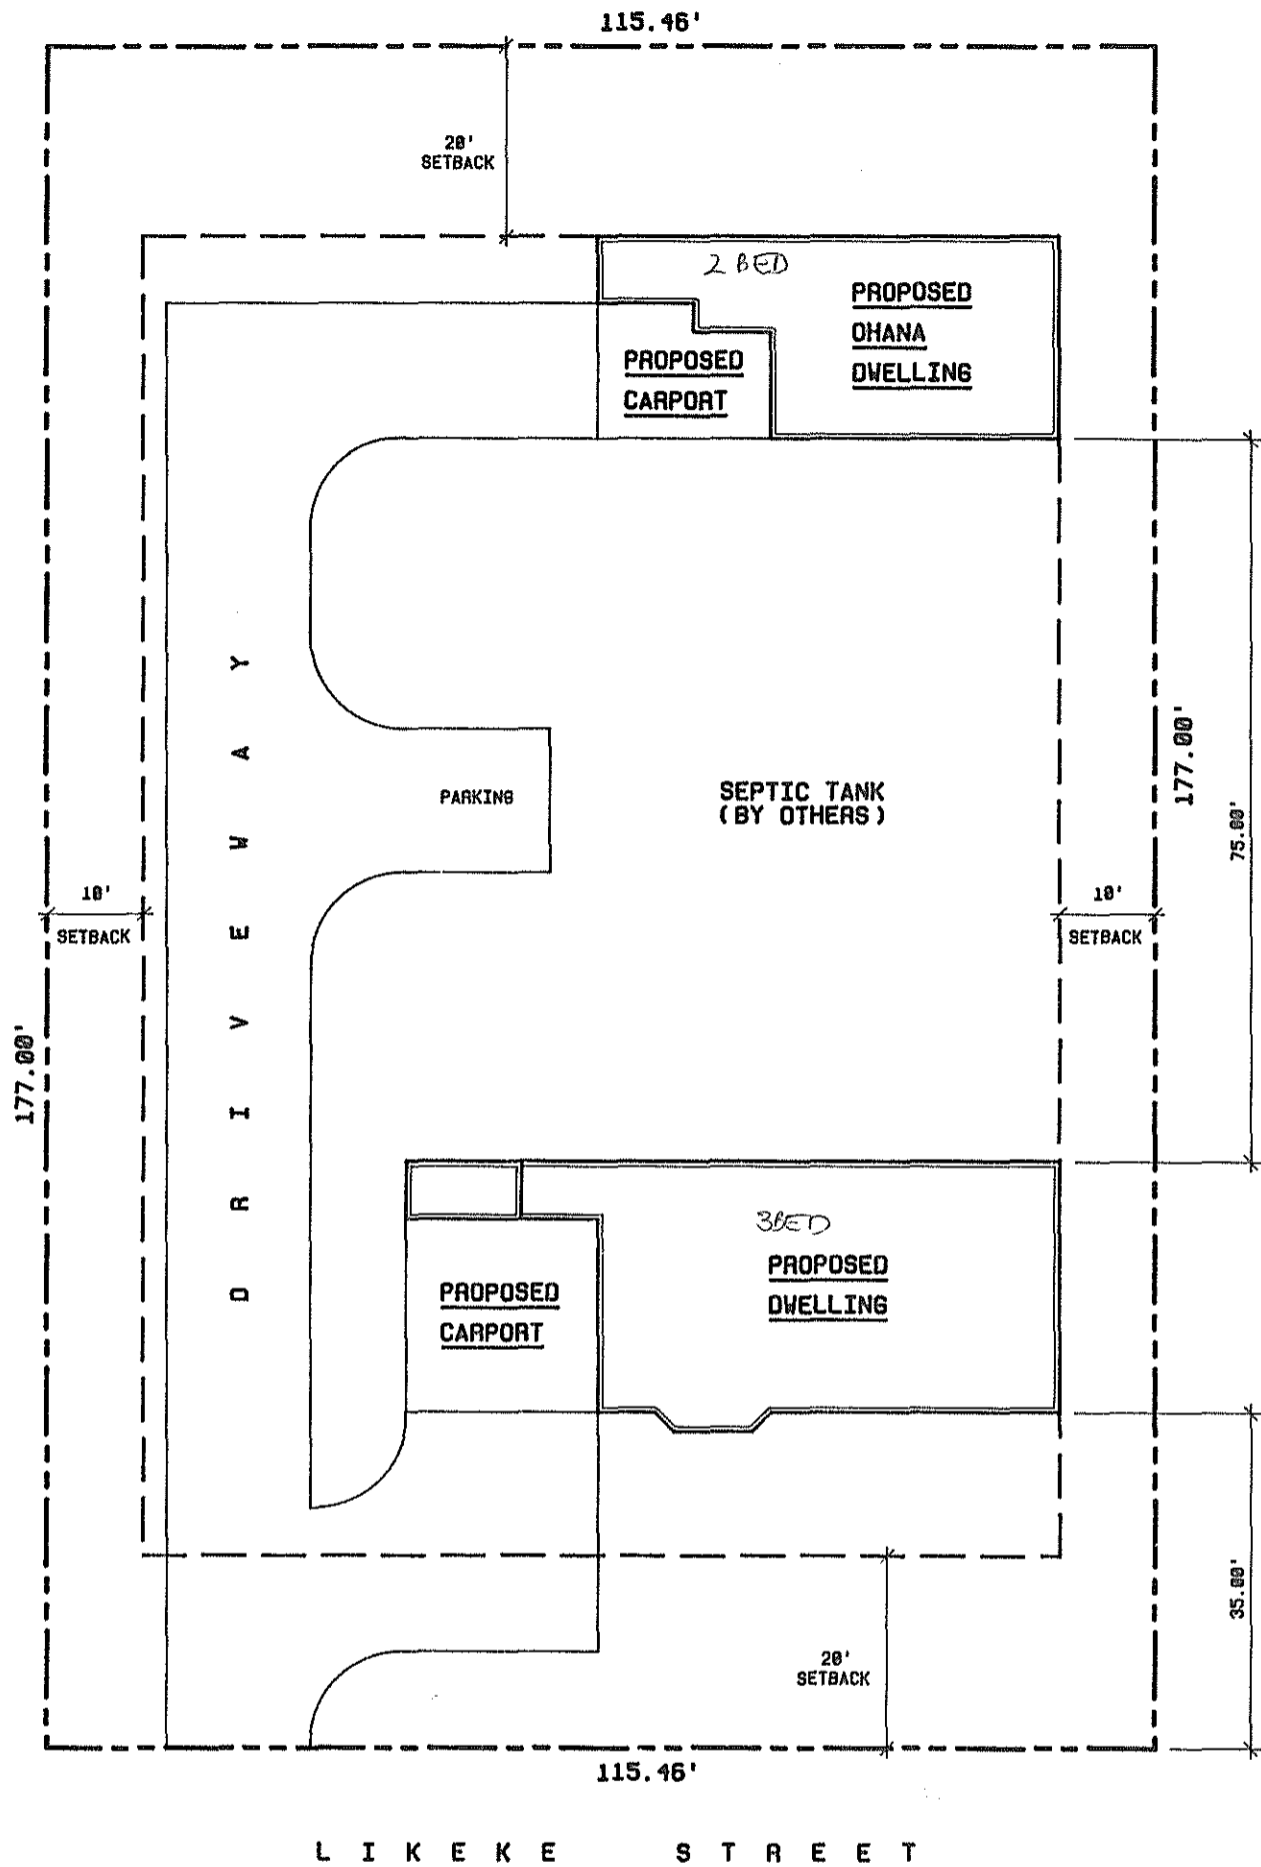 115.46'
20'
SETBACK
2 BED
PROPOSED
OHANA
DWELLING
PROPOSED
CARPORT
DRIVEWAY
PARKING
SEPTIC TANK
(BY OTHERS)
177.00'
75.00'
10'
SETBACK
10'
SETBACK
177.00'
3BED
PROPOSED
DWELLING
PROPOSED
CARPORT
35.00'
20'
SETBACK
115.46'
LIKEKE STREET